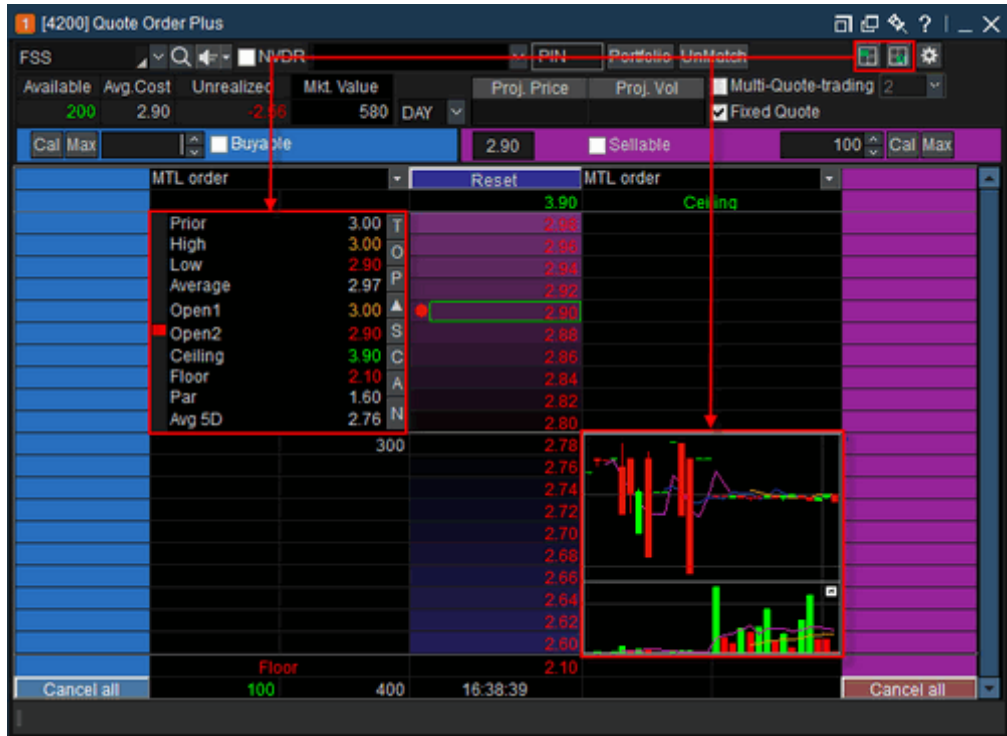 1 [4200] Quote Order Plus
FSS NVDR PIN Portfolio UnMatch
Available Avg.Cost Unrealized Mkt. Value Proj. Price Proj. Vol Multi-Quote-trading 2
200 2.90 -2.66 580 DAY Fixed Quote
Cal Max Buyable 2.90 Sellable 100 Cal Max
MTL order Reset MTL order
3.90 Ceiling
Prior 3.00 T 2.98
High 3.00 O 2.96
Low 2.90 P 2.94
Average 2.97 2.92
Open1 3.00 ▲ 2.90
Open2 2.90 S 2.88
Ceiling 3.90 C 2.86
Floor 2.10 A 2.84
Par 1.60 2.82
Avg 5D 2.76 N 2.80
300 2.78
2.76
2.74
2.72
2.70
2.68
2.66
2.64
2.62
2.60
Floor 2.10
Cancel all 100 400 16:38:39 Cancel all